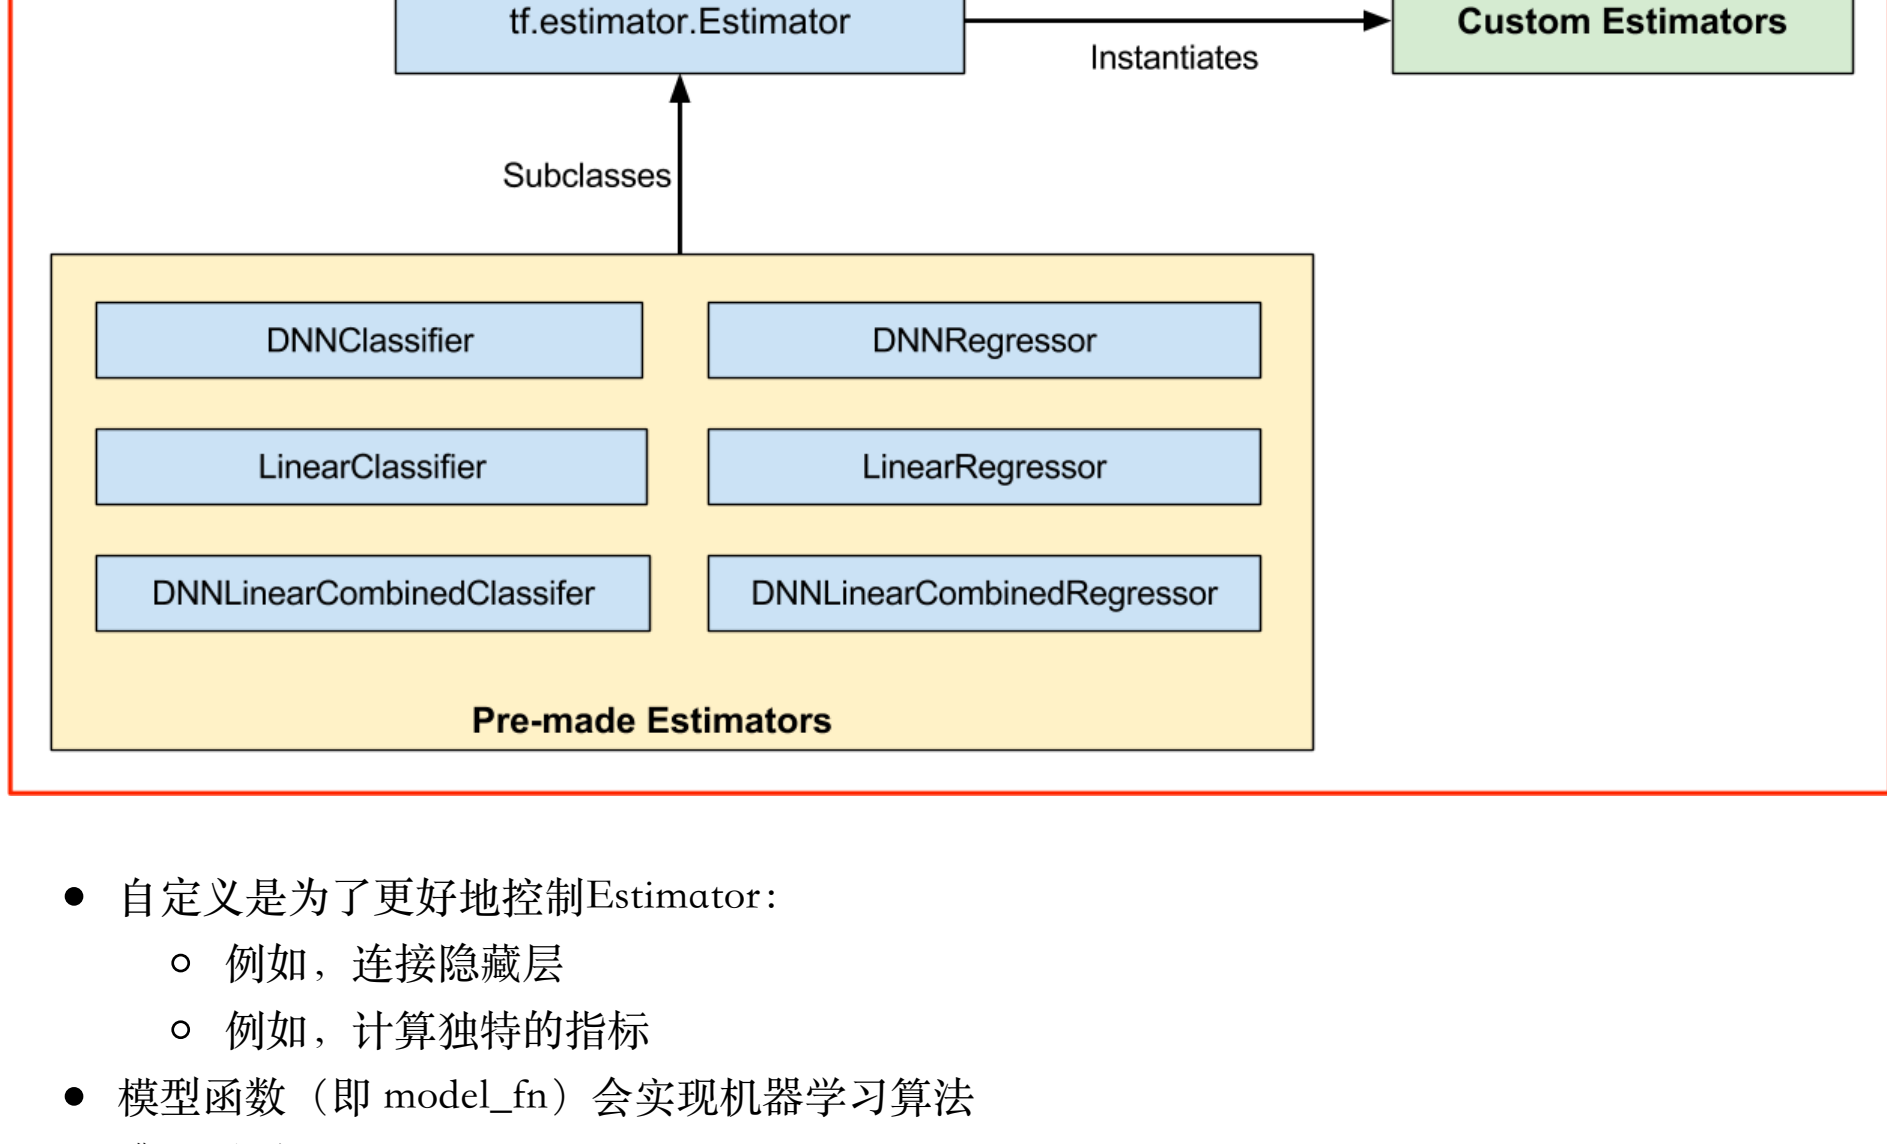 tf.estimator.Estimator
Custom Estimators
Instantiates
Subclasses
DNNClassifier
DNNRegressor
LinearClassifier
LinearRegressor
DNNLinearCombinedClassifer
DNNLinearCombinedRegressor
Pre-made Estimators
● 自定义是为了更好地控制Estimator：
○ 例如，连接隐藏层
○ 例如，计算独特的指标
● 模型函数（即 model_fn）会实现机器学习算法